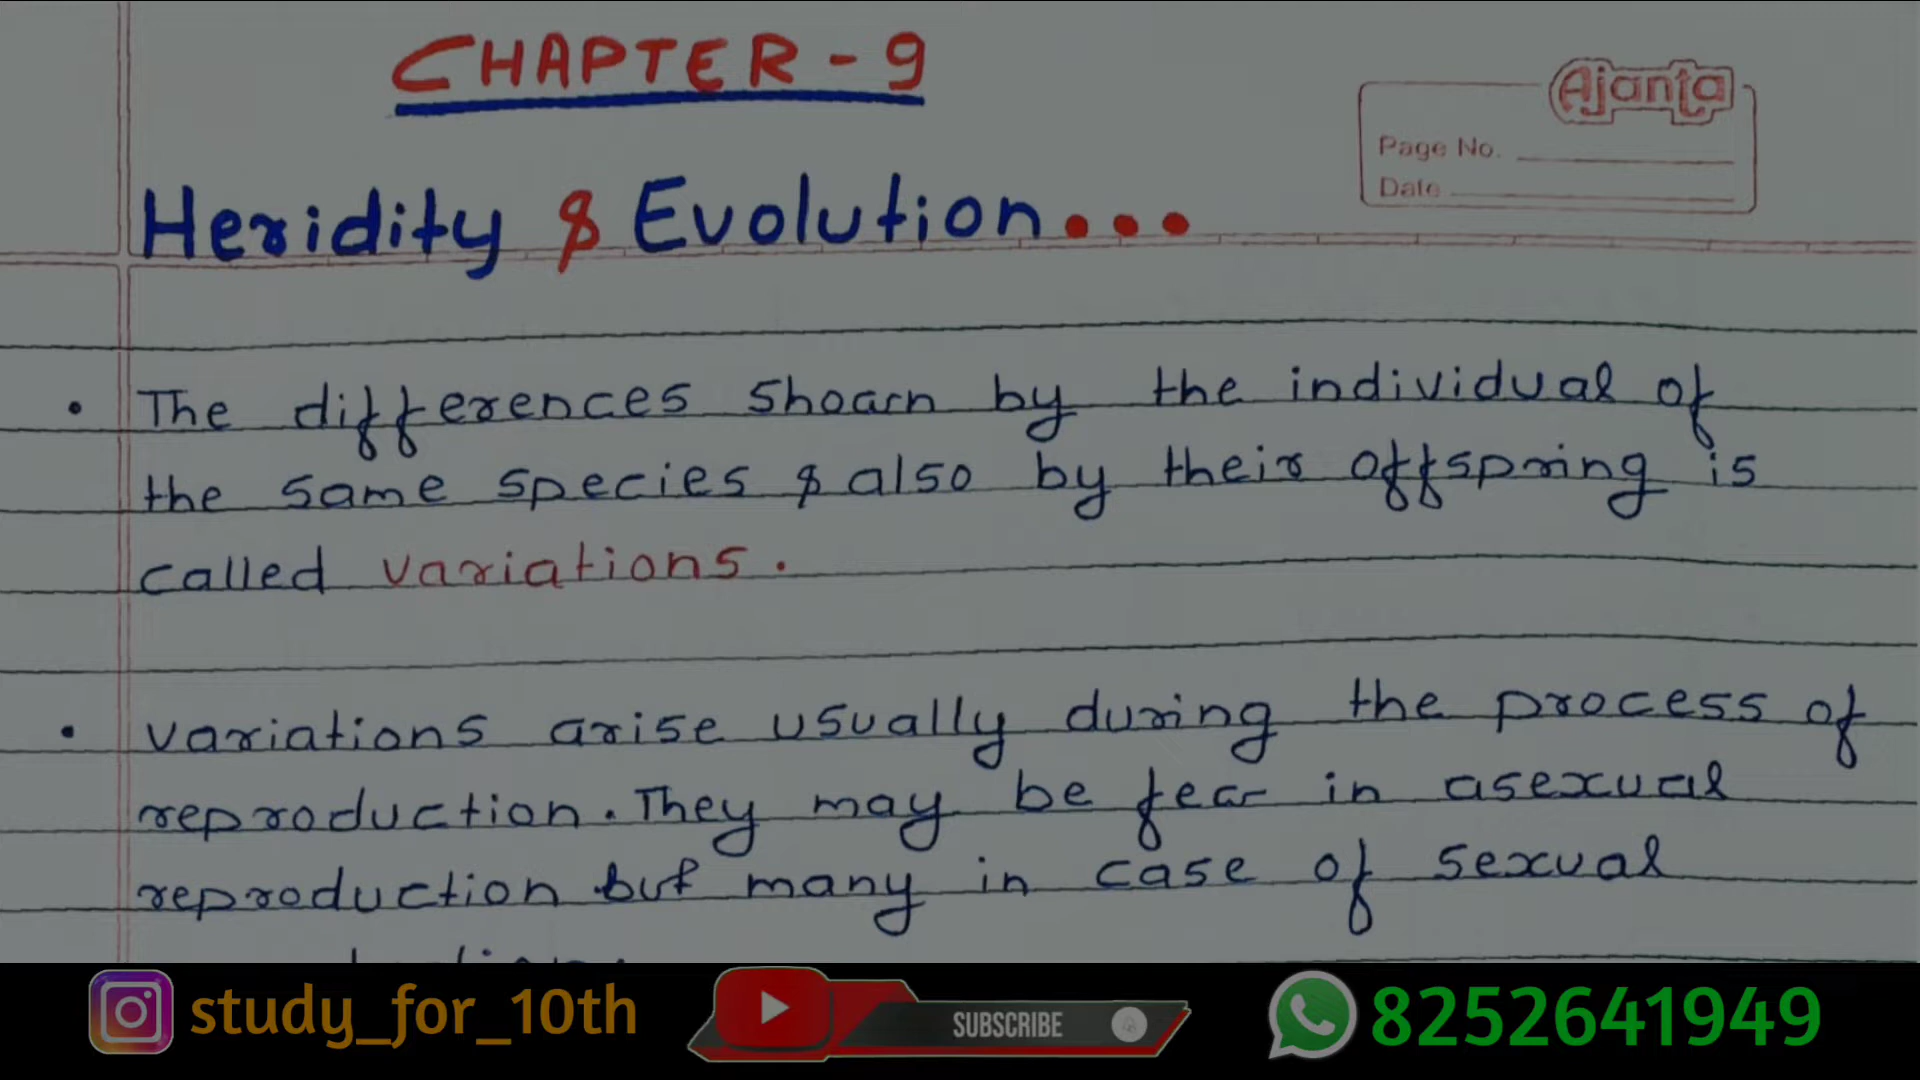 CHAPTER - 9
Ajanta
Page No.
Date
Heridity & Evolution...
• The differences shown by the individual of
the same species & also by their offspring is
called variations.
• variations arise usually during the process of
reproduction. They may be few in asexual
reproduction but many in case of sexual
study_for_10th
SUBSCRIBE
8252641949